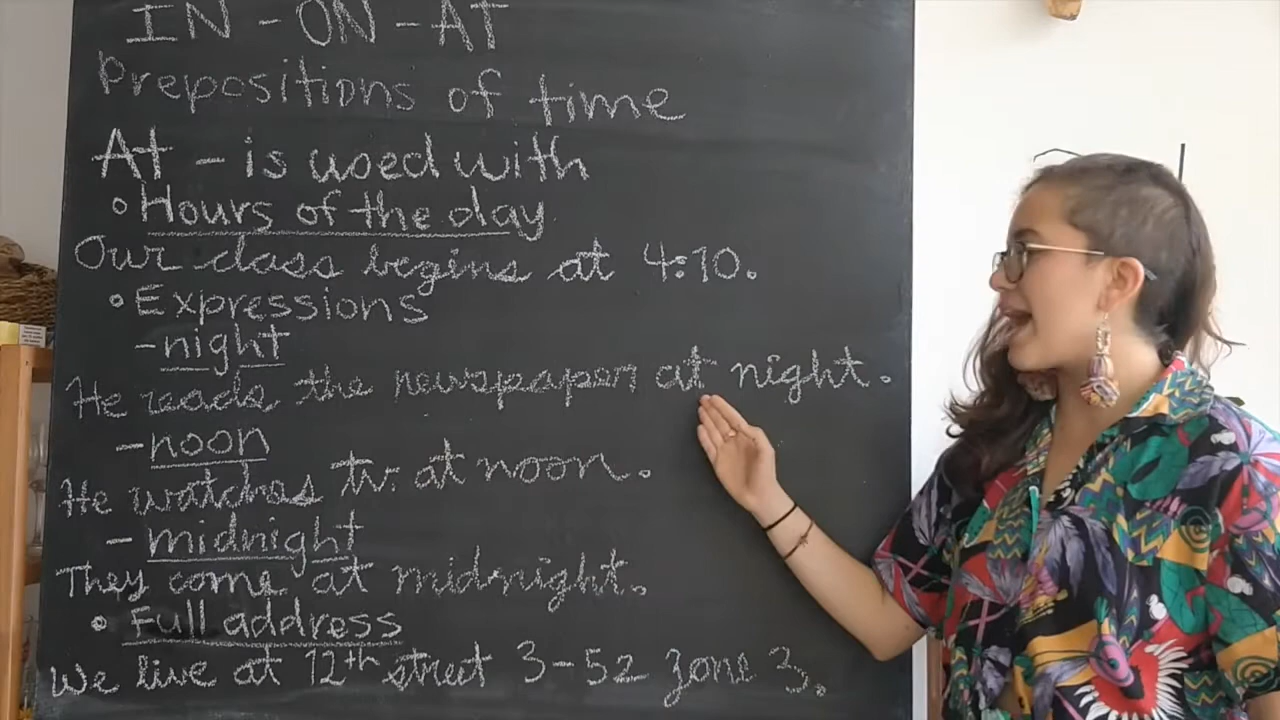 IN - ON - AT
Prepositions of time
At - is used with
• Hours of the day
Our class begins at 4:10.
• Expressions
- night
He reads the newspaper at night.
- noon
He watches tv. at noon.
- midnight
They come at midnight.
• Full address
We live at 12th street 3-52 zone 3.